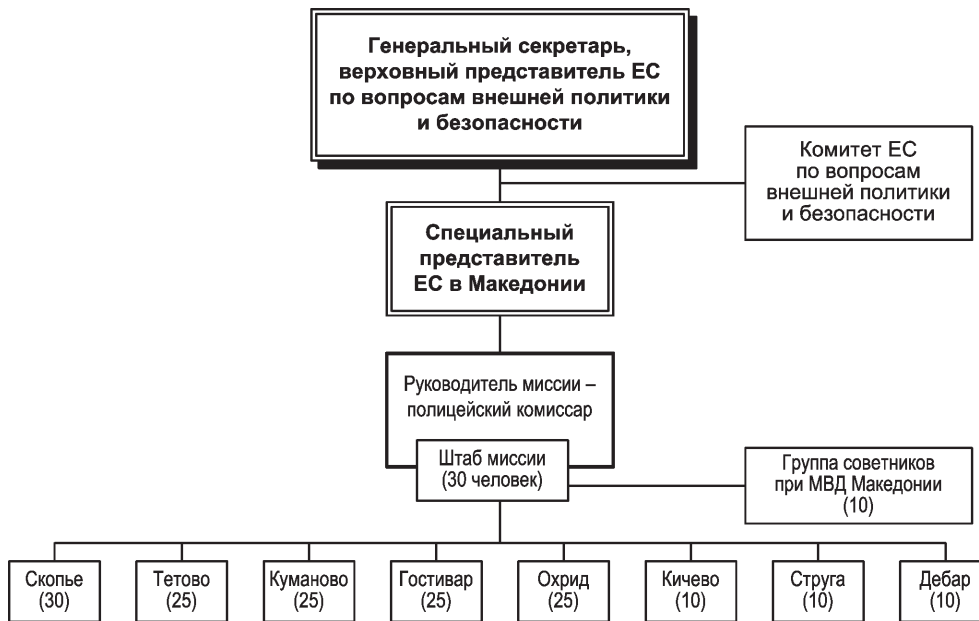 Генеральный секретарь,
верховный представитель ЕС
по вопросам внешней политики
и безопасности
Комитет ЕС
по вопросам
внешней политики
и безопасности
Специальный
представитель
ЕС в Македонии
Руководитель миссии –
полицейский комиссар
Штаб миссии
(30 человек)
Группа советников
при МВД Македонии
(10)
Скопье
(30)
Тетово
(25)
Куманово
(25)
Гостивар
(25)
Охрид
(25)
Кичево
(10)
Струга
(10)
Дебар
(10)